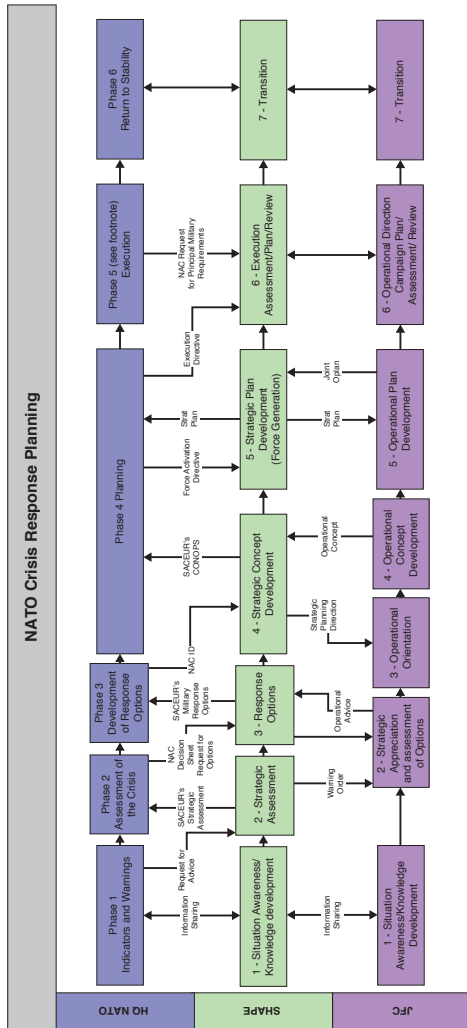 NATO Crisis Response Planning
HQ NATO
Phase 1
Indicators and Warnings
Phase 2
Assessment of
the Crisis
Phase 3
Development
of Response
Options
Phase 4 Planning
Phase 5 (see footnote)
Execution
Phase 6
Return to Stability
Information
Sharing
Request for
Advice
SACEUR's
Strategic
Assessment
NAC
Decision
Sheet
Request for
Options
SACEUR's
Military
Response
Options
NAC ID
SACEUR's
CONOPS
Force Activation
Directive
Strat
Plan
Execution
Directive
NAC Request
for Principal Military
Requirements
SHAPE
1 - Situation Awareness/
Knowledge development
2 - Strategic
Assessment
3 - Response
Options
4 - Strategic Concept
Development
5 - Strategic Plan
Development
(Force Generation)
6 - Execution
Assessment/Plan/Review
7 - Transition
Information
Sharing
Warning
Order
Operational
Advice
Strategic
Planning
Direction
Operational
Concept
Strat
Plan
Joint
Oplan
JFC
1 - Situation
Awareness/Knowledge
Development
2 - Strategic
Appreciation
and assessment
of Options
3 - Operational
Orientation
4 - Operational
Concept
Development
5 - Operational Plan
Development
6 - Operational Direction
Campaign Plan/
Assessment/ Review
7 - Transition